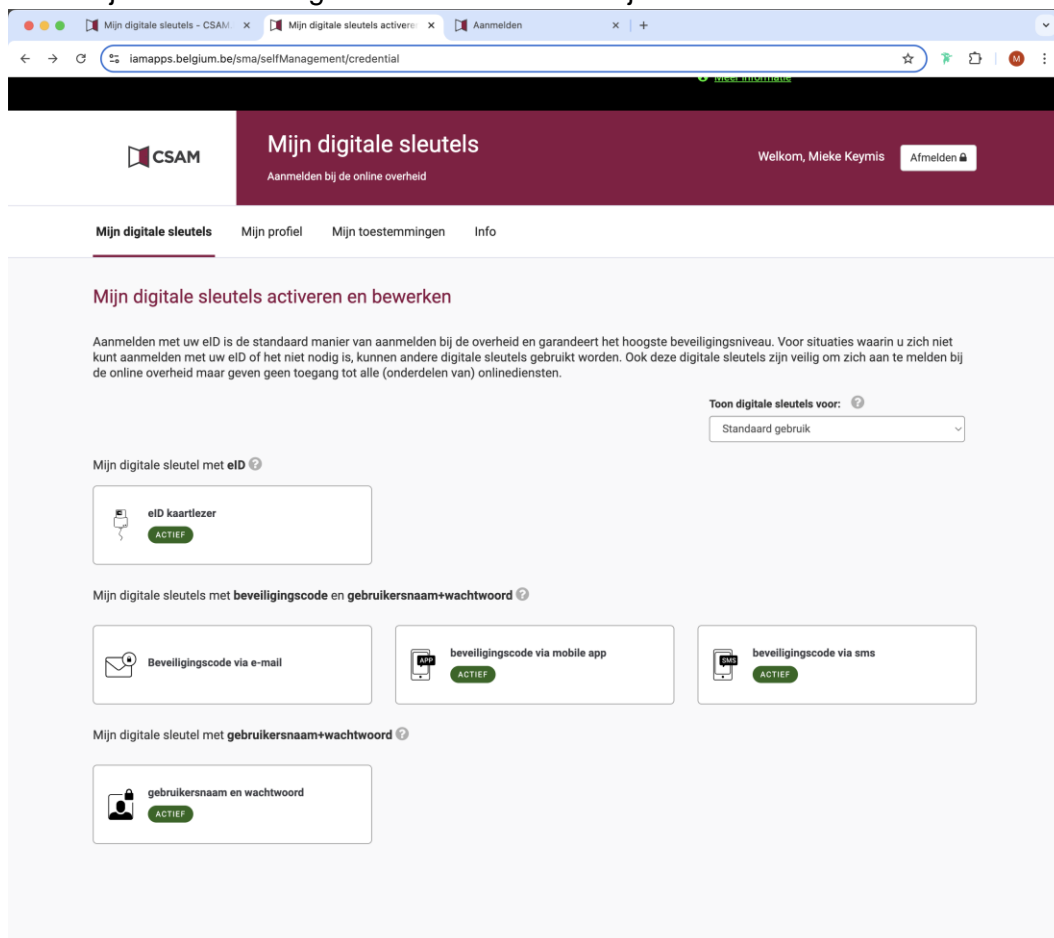 Mijn digitale sleutels - CSAM.
Mijn digitale sleutels activere
Aanmelden
iamapps.belgium.be/sma/selfManagement/credential
M
Meer informatie
CSAM
Mijn digitale sleutels
Aanmelden bij de online overheid
Welkom, Mieke Keymis
Afmelden
Mijn digitale sleutels
Mijn profiel
Mijn toestemmingen
Info
Mijn digitale sleutels activeren en bewerken
Aanmelden met uw eID is de standaard manier van aanmelden bij de overheid en garandeert het hoogste beveiligingsniveau. Voor situaties waarin u zich niet
kunt aanmelden met uw eID of het niet nodig is, kunnen andere digitale sleutels gebruikt worden. Ook deze digitale sleutels zijn veilig om zich aan te melden bij
de online overheid maar geven geen toegang tot alle (onderdelen van) onlinediensten.
Toon digitale sleutels voor: ?
Standaard gebruik
Mijn digitale sleutel met eID ?
eID kaartlezer
ACTIEF
Mijn digitale sleutels met beveiligingscode en gebruikersnaam+wachtwoord ?
Beveiligingscode via e-mail
APP
beveiligingscode via mobile app
ACTIEF
SMS
beveiligingscode via sms
ACTIEF
Mijn digitale sleutel met gebruikersnaam+wachtwoord ?
gebruikersnaam en wachtwoord
ACTIEF